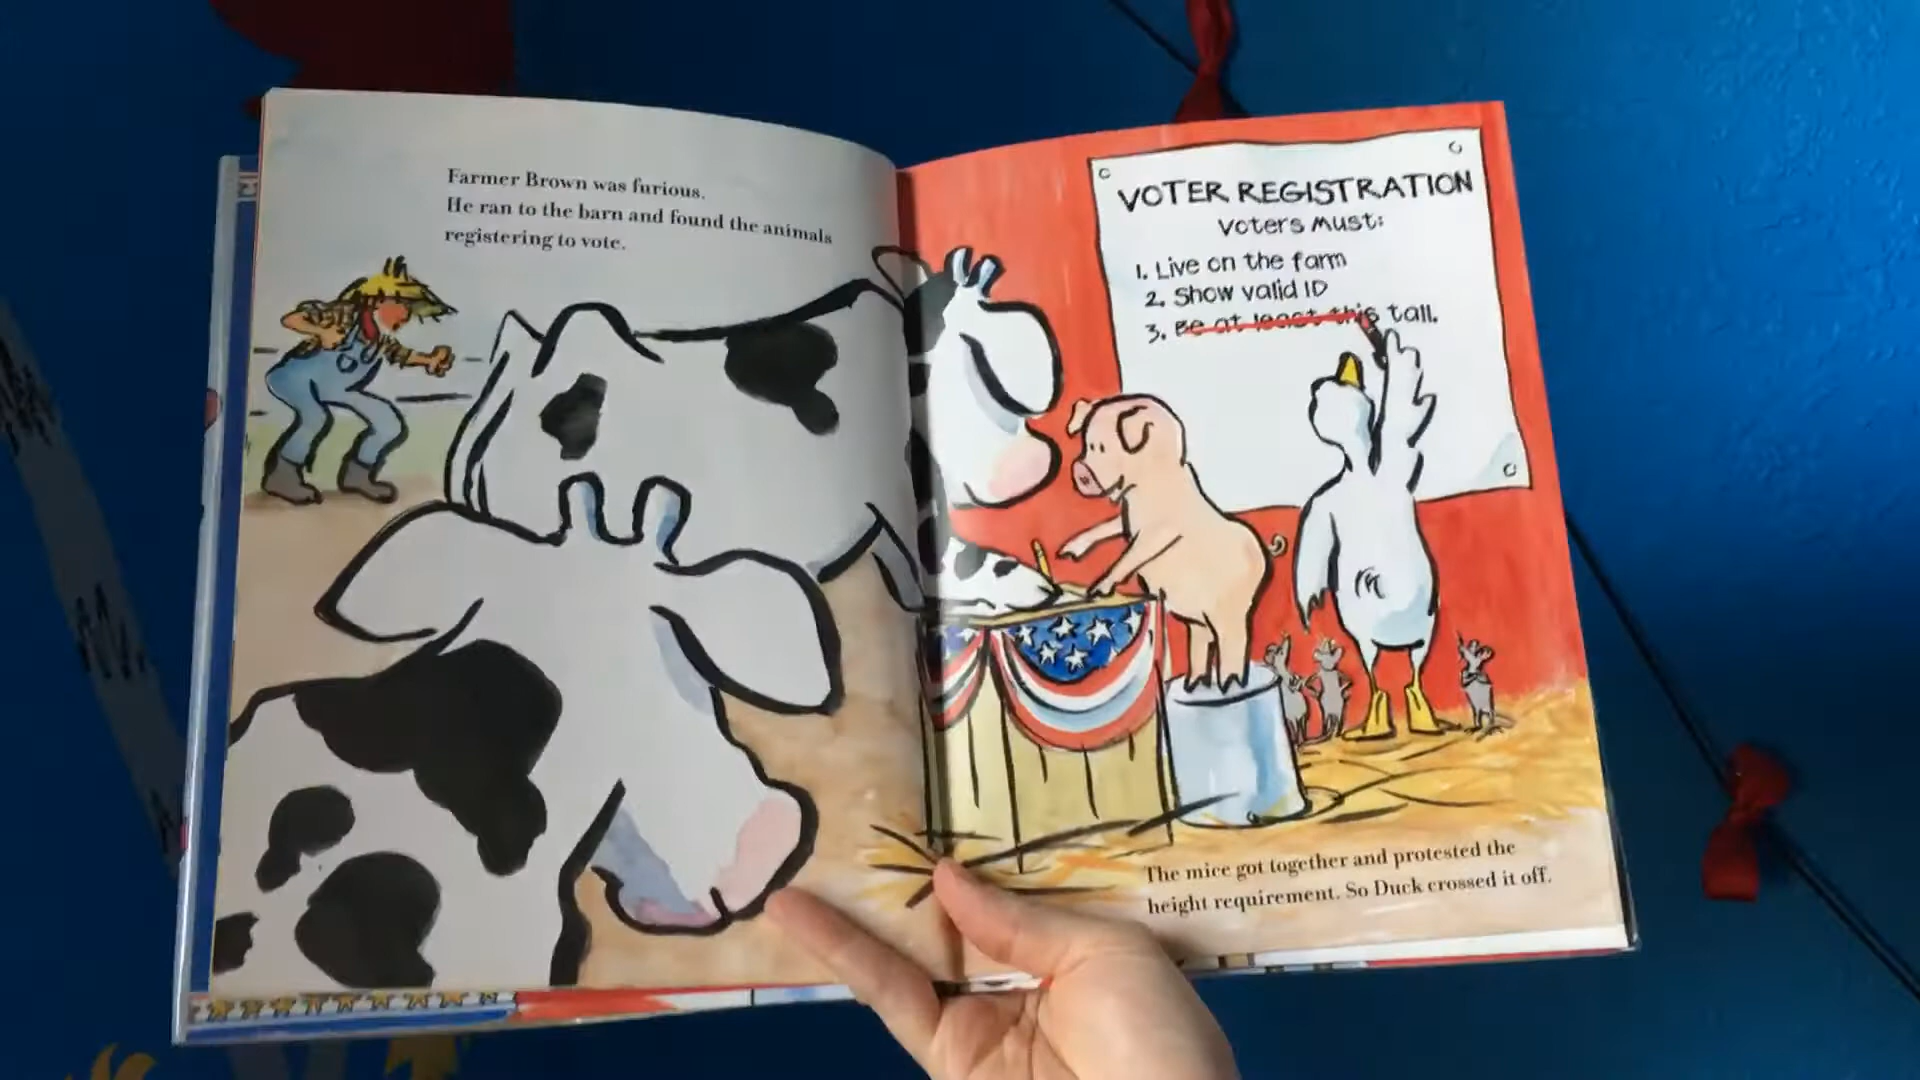 Farmer Brown was furious.
He ran to the barn and found the animals
registering to vote.
VOTER REGISTRATION
Voters Must:
1. Live on the farm
2. Show valid ID
3. Be at least this tall.
The mice got together and protested the
height requirement. So Duck crossed it off.